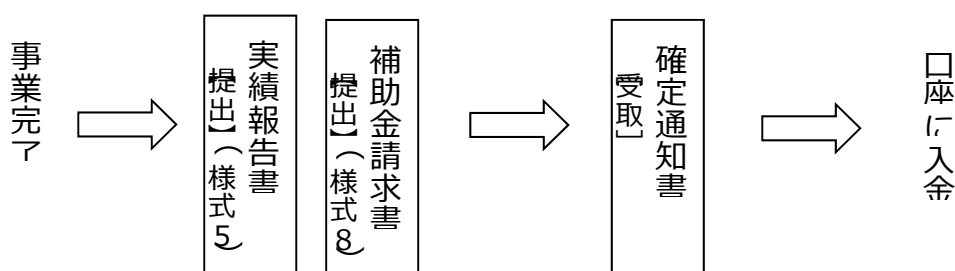 事業完了
実績報告書
【提出】（様式５）
補助金請求書
【提出】（様式８）
確定通知書
受取］
口座に入金